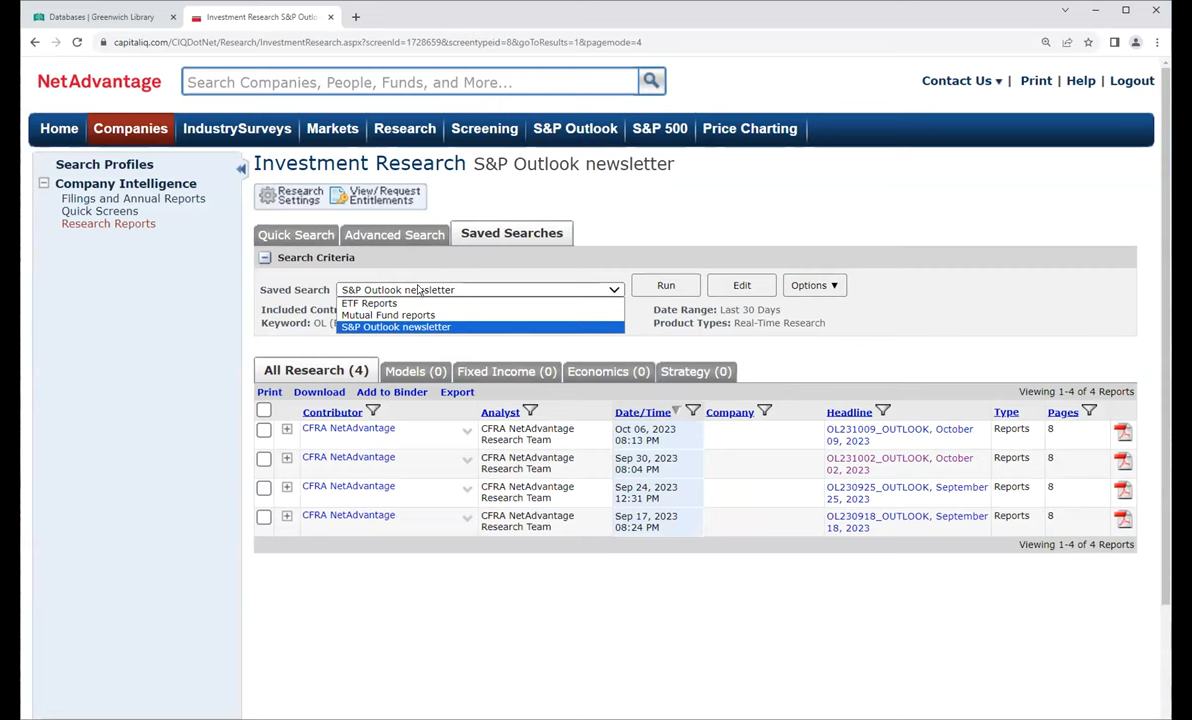 Databases | Greenwich Library
Investment Research S&P Outlo
capitaliq.com/CIQDotNet/Research/InvestmentResearch.aspx?screenId=1728659&screentypeid=8&goToResults=1&pagemode=4
NetAdvantage
Search Companies, People, Funds, and More...
Contact Us | Print | Help | Logout
Home Companies IndustrySurveys Markets Research Screening S&P Outlook S&P 500 Price Charting
Search Profiles
Company Intelligence
Filings and Annual Reports
Quick Screens
Research Reports
Investment Research S&P Outlook newsletter
Research Settings
View/Request Entitlements
Quick Search Advanced Search Saved Searches
Search Criteria
Saved Search S&P Outlook newsletter Run Edit Options ▼
ETF Reports
Mutual Fund reports
S&P Outlook newsletter
Included Cont
Date Range: Last 30 Days
Keyword: OL (
Product Types: Real-Time Research
All Research (4) Models (0) Fixed Income (0) Economics (0) Strategy (0)
Print Download Add to Binder Export Viewing 1-4 of 4 Reports
Contributor Analyst Date/Time Company Headline Type Pages
CFRA NetAdvantage CFRA NetAdvantage Oct 06, 2023 OL231009_OUTLOOK, October Reports 8
Research Team 08:13 PM 09, 2023
CFRA NetAdvantage CFRA NetAdvantage Sep 30, 2023 OL231002_OUTLOOK, October Reports 8
Research Team 08:04 PM 02, 2023
CFRA NetAdvantage CFRA NetAdvantage Sep 24, 2023 OL230925_OUTLOOK, September Reports 8
Research Team 12:31 PM 25, 2023
CFRA NetAdvantage CFRA NetAdvantage Sep 17, 2023 OL230918_OUTLOOK, September Reports 8
Research Team 08:24 PM 18, 2023
Viewing 1-4 of 4 Reports